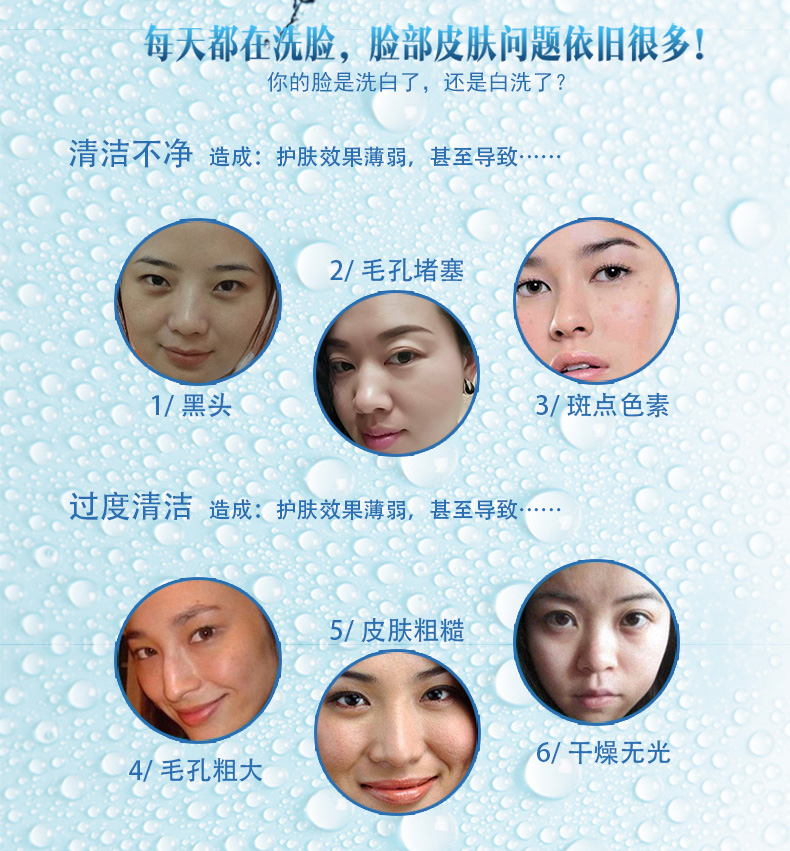 每天都在洗脸，脸部皮肤问题依旧很多！
你的脸是洗白了，还是白洗了？
清洁不净 造成：护肤效果薄弱，甚至导致……
2/ 毛孔堵塞
1/ 黑头
3/ 斑点色素
过度清洁 造成：护肤效果薄弱，甚至导致……
5/ 皮肤粗糙
4/ 毛孔粗大
6/ 干燥无光